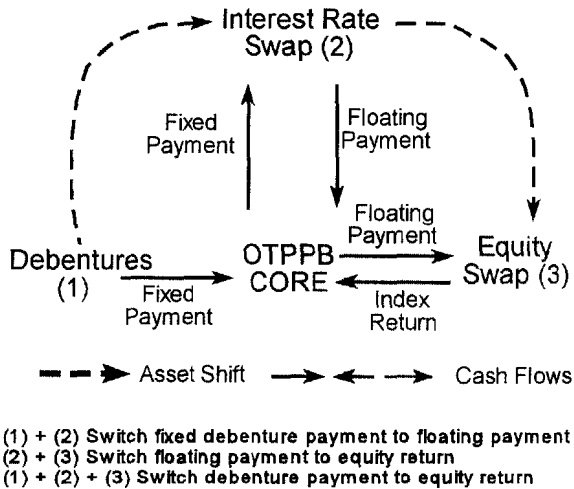 Interest Rate
Swap (2)
Fixed
Payment
Floating
Payment
Floating
Payment
Debentures
(1)
OTPPB
CORE
Equity
Swap (3)
Fixed
Payment
Index
Return
Asset Shift
Cash Flows
(1) + (2) Switch fixed debenture payment to floating payment
(2) + (3) Switch floating payment to equity return
(1) + (2) + (3) Switch debenture payment to equity return